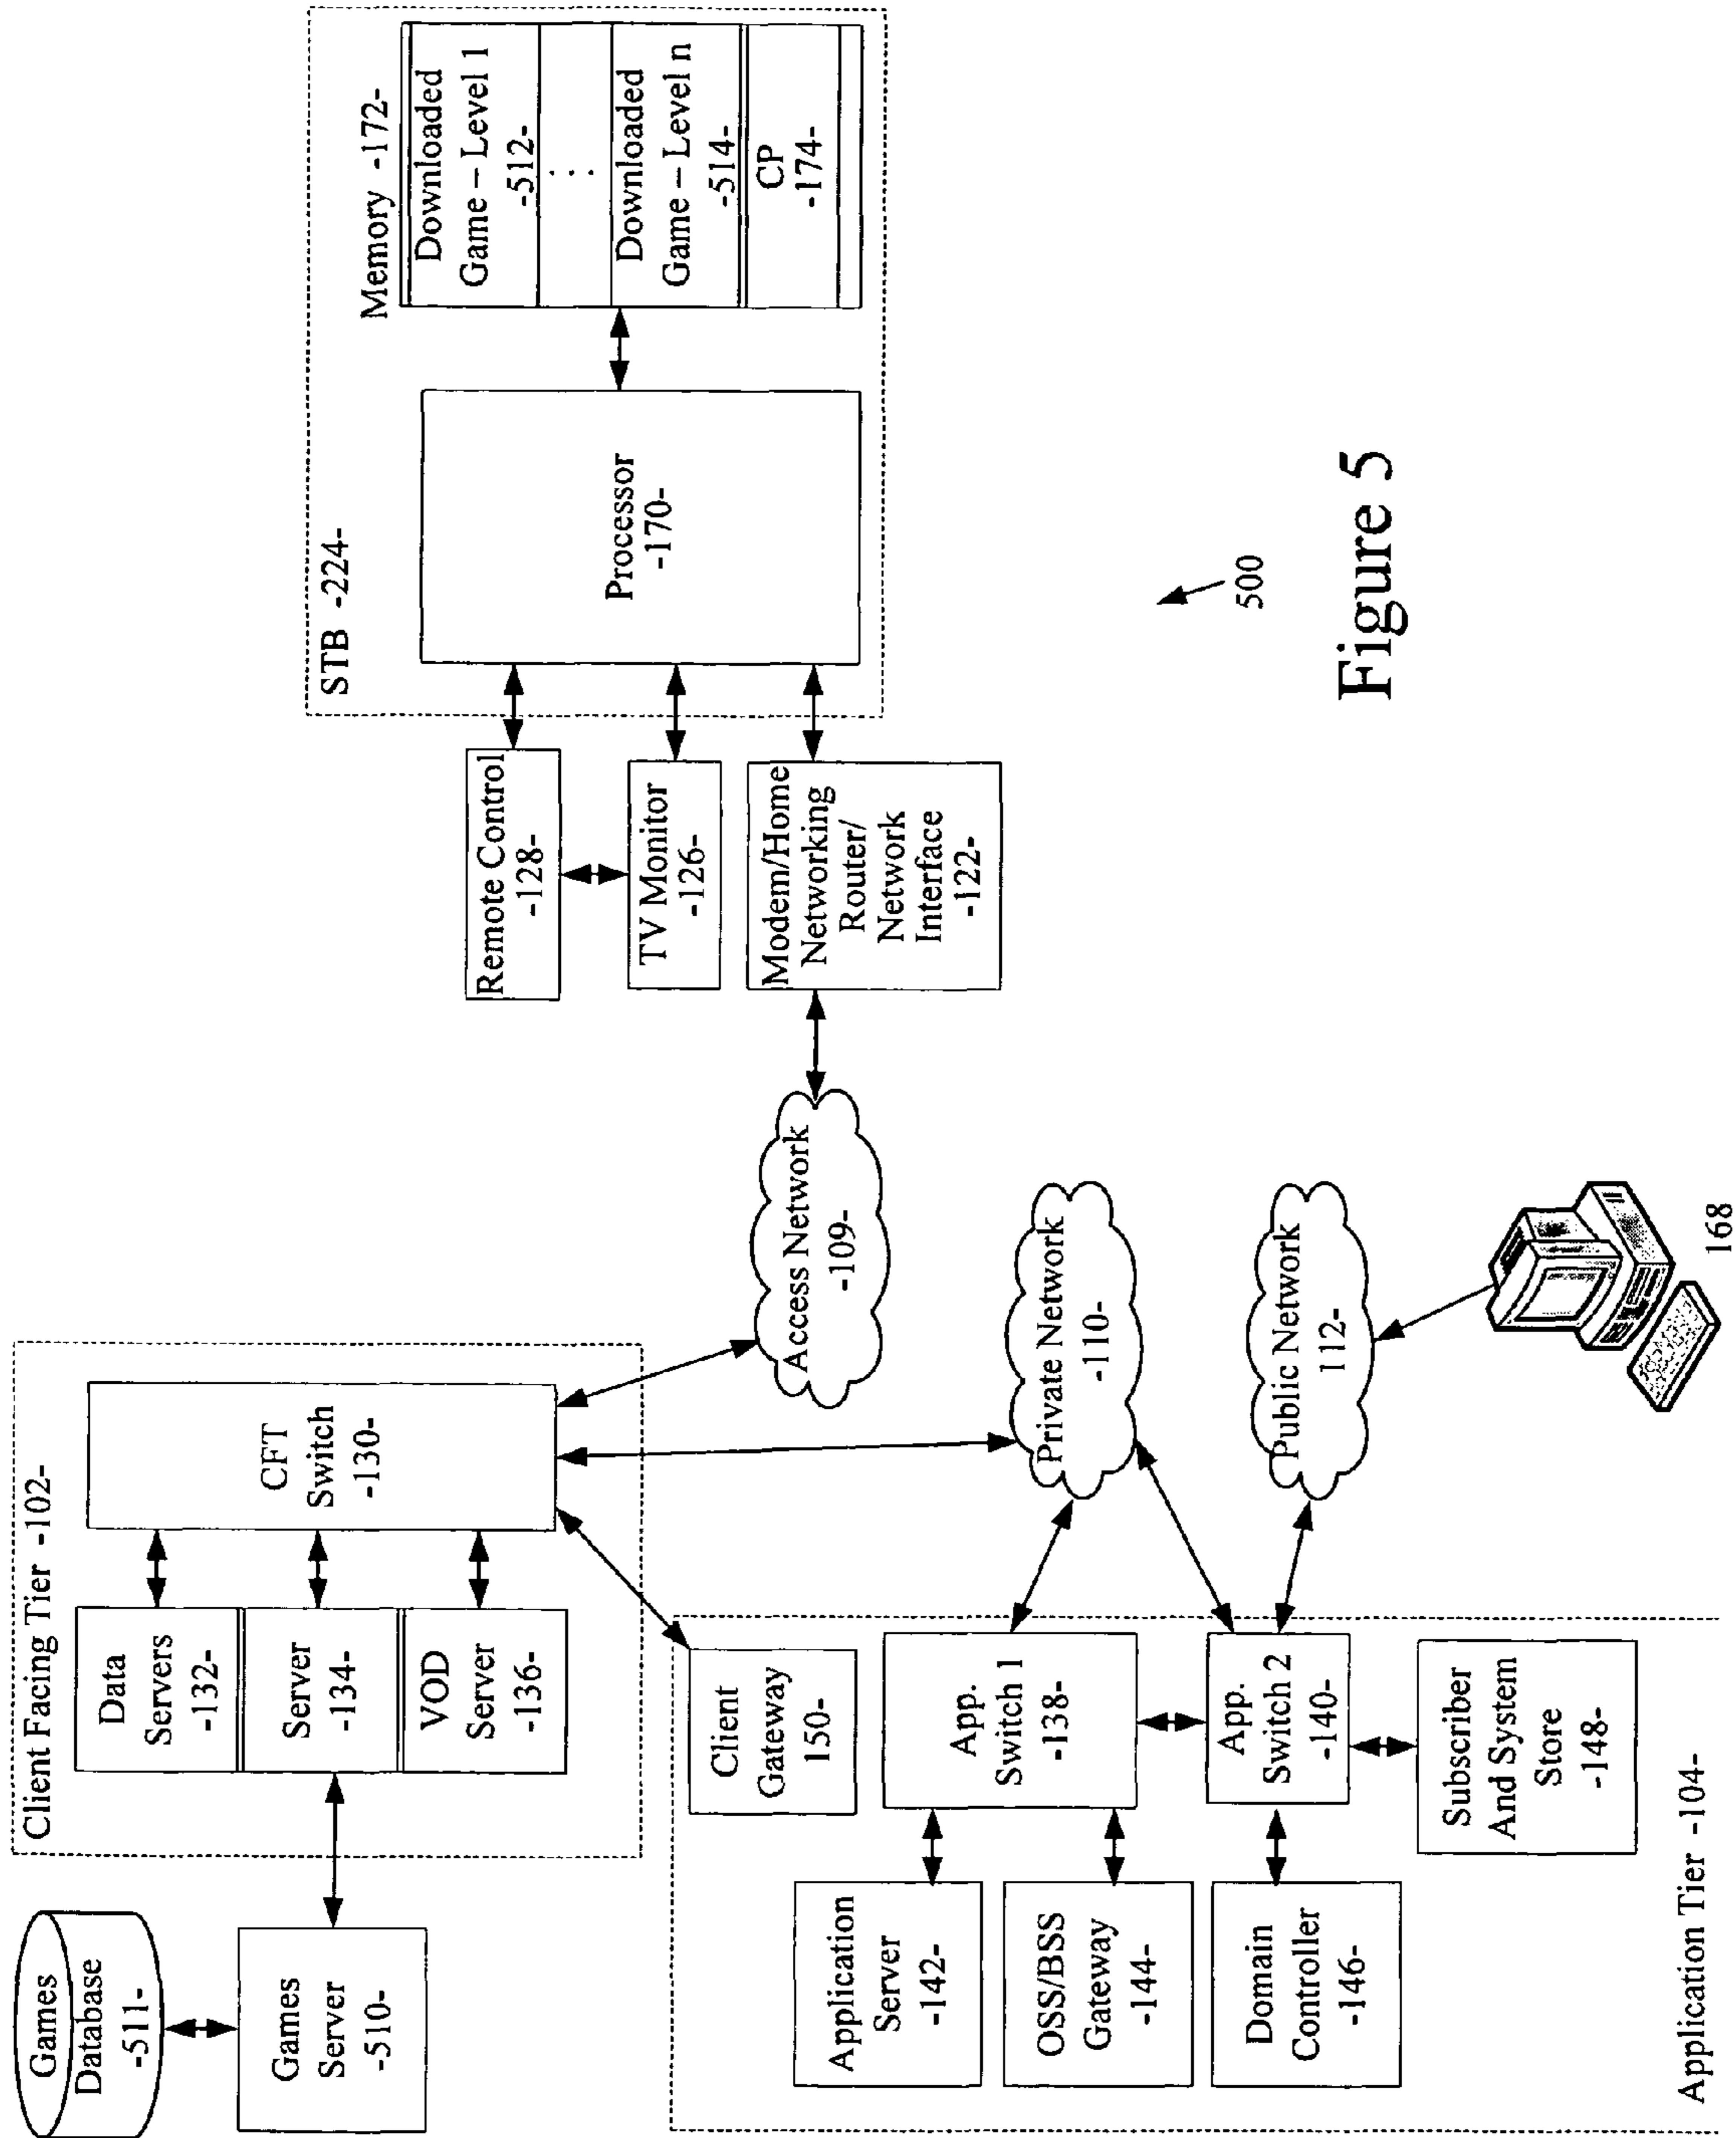 Games
Database
-511-
Games
Server
-510-
Client Facing Tier -102-
Data
Servers
-132-
Server
-134-
VOD
Server
-136-
CFT
Switch
-130-
STB -224-
Processor
-170-
Memory -172-
Downloaded
Game – Level 1
-512-
. . .
Downloaded
Game – Level n
-514-
CP
-174-
Remote Control
-128-
TV Monitor
-126-
Modem/Home
Networking
Router/
Network
Interface
-122-
Access Network
-109-
Private Network
-110-
Public Network
112-
168
Client
Gateway
150-
App.
Switch 1
-138-
App.
Switch 2
-140-
Subscriber
And System
Store
-148-
Application
Server
-142-
OSS/BSS
Gateway
-144-
Domain
Controller
-146-
Application Tier -104-
500
Figure 5